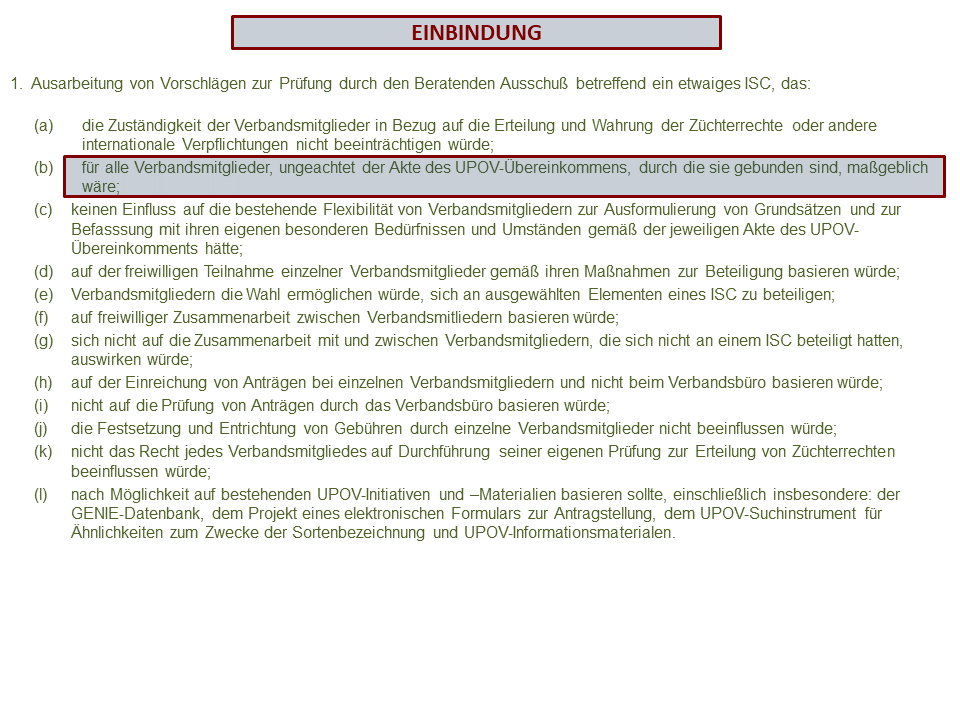 EINBINDUNG
1. Ausarbeitung von Vorschlägen zur Prüfung durch den Beratenden Ausschuß betreffend ein etwaiges ISC, das:
(a) die Zuständigkeit der Verbandsmitglieder in Bezug auf die Erteilung und Wahrung der Züchterrechte oder andere
internationale Verpflichtungen nicht beeinträchtigen würde;
(b) für alle Verbandsmitglieder, ungeachtet der Akte des UPOV-Übereinkommens, durch die sie gebunden sind, maßgeblich
wäre;
(c) keinen Einfluss auf die bestehende Flexibilität von Verbandsmitgliedern zur Ausformulierung von Grundsätzen und zur
Befasssung mit ihren eigenen besonderen Bedürfnissen und Umständen gemäß der jeweiligen Akte des UPOV-
Übereinkomments hätte;
(d) auf der freiwilligen Teilnahme einzelner Verbandsmitglieder gemäß ihren Maßnahmen zur Beteiligung basieren würde;
(e) Verbandsmitgliedern die Wahl ermöglichen würde, sich an ausgewählten Elementen eines ISC zu beteiligen;
(f) auf freiwilliger Zusammenarbeit zwischen Verbandsmitliedern basieren würde;
(g) sich nicht auf die Zusammenarbeit mit und zwischen Verbandsmitgliedern, die sich nicht an einem ISC beteiligt hatten,
auswirken würde;
(h) auf der Einreichung von Anträgen bei einzelnen Verbandsmitgliedern und nicht beim Verbandsbüro basieren würde;
(i) nicht auf die Prüfung von Anträgen durch das Verbandsbüro basieren würde;
(j) die Festsetzung und Entrichtung von Gebühren durch einzelne Verbandsmitglieder nicht beeinflussen würde;
(k) nicht das Recht jedes Verbandsmitgliedes auf Durchführung seiner eigenen Prüfung zur Erteilung von Züchterrechten
beeinflussen würde;
(l) nach Möglichkeit auf bestehenden UPOV-Initiativen und –Materialien basieren sollte, einschließlich insbesondere: der
GENIE-Datenbank, dem Projekt eines elektronischen Formulars zur Antragstellung, dem UPOV-Suchinstrument für
Ähnlichkeiten zum Zwecke der Sortenbezeichnung und UPOV-Informationsmaterialen.